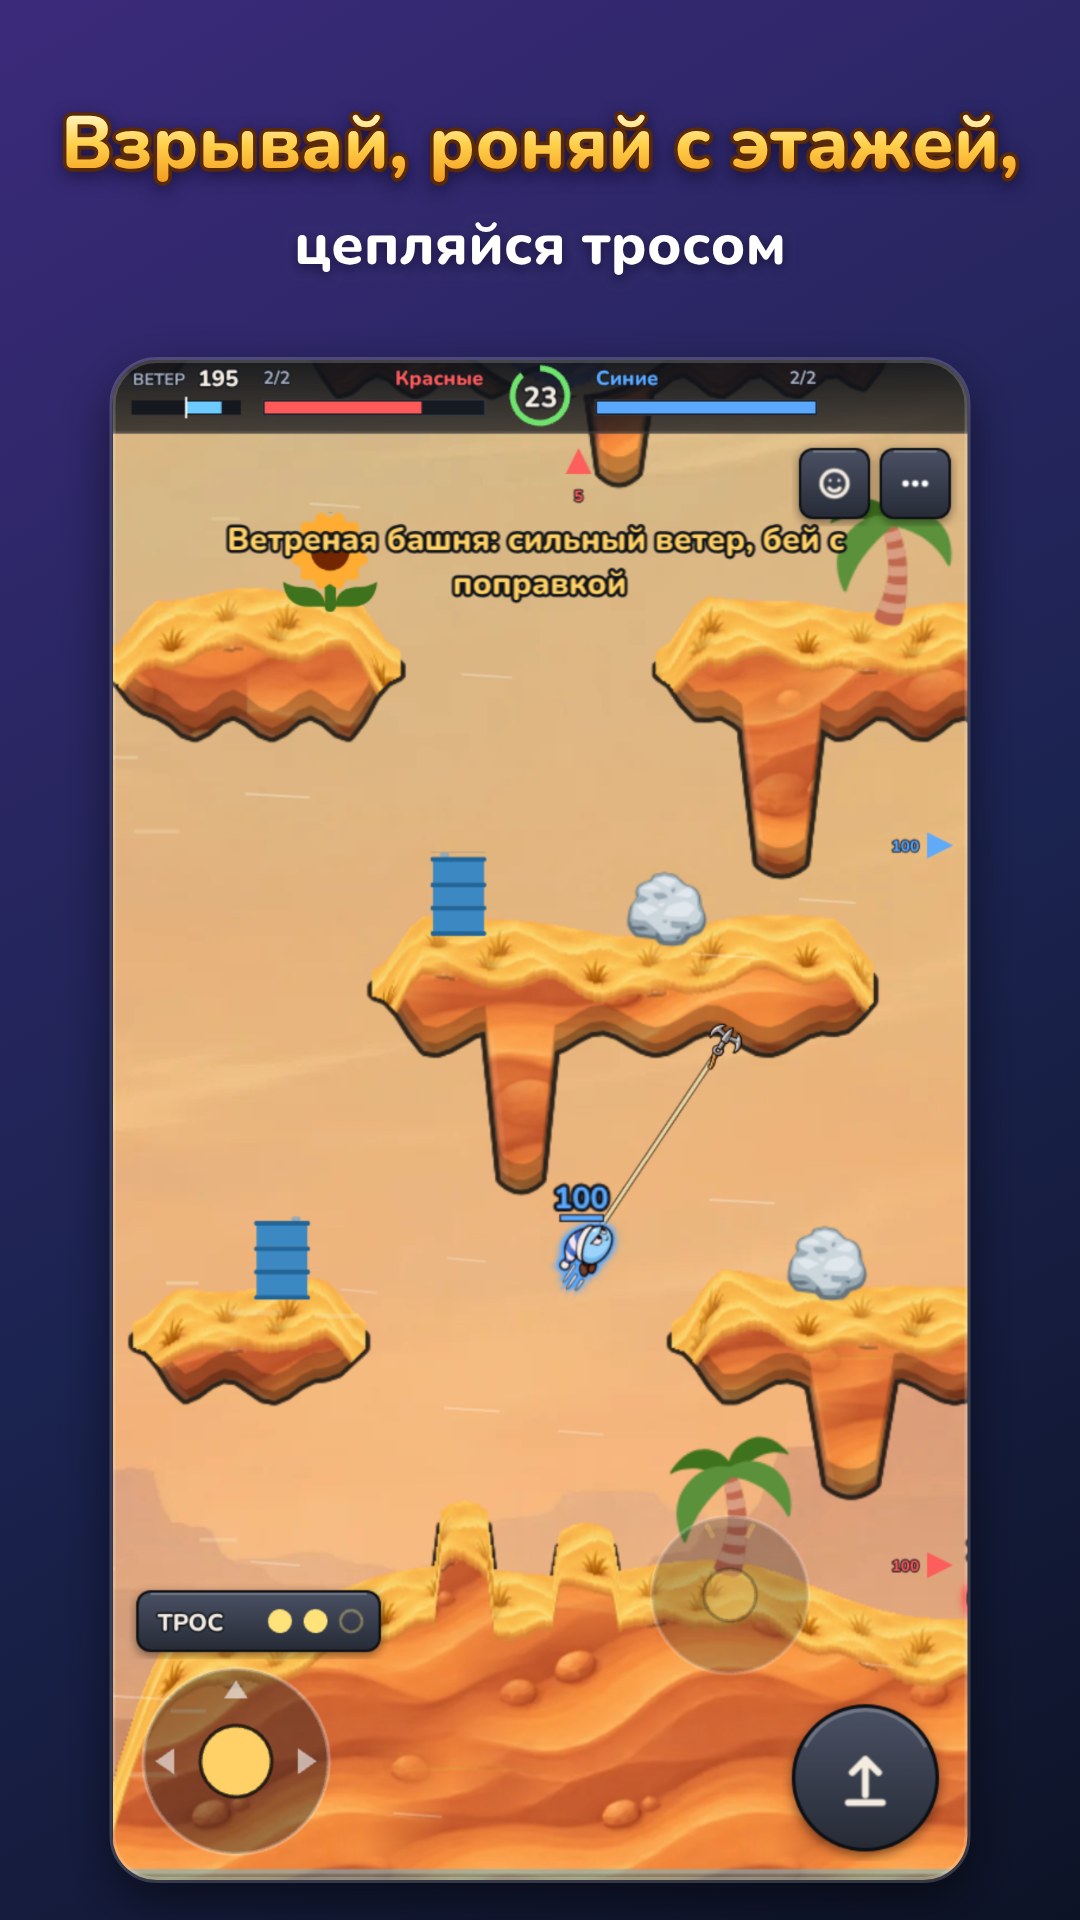 Взрывай, роняй с этажей,
цепляйся тросом
ВЕТЕР 195 2/2 Красные 23 Синие 2/2
5
Ветреная башня: сильный ветер, бей с
поправкой
100
100
100
ТРОС